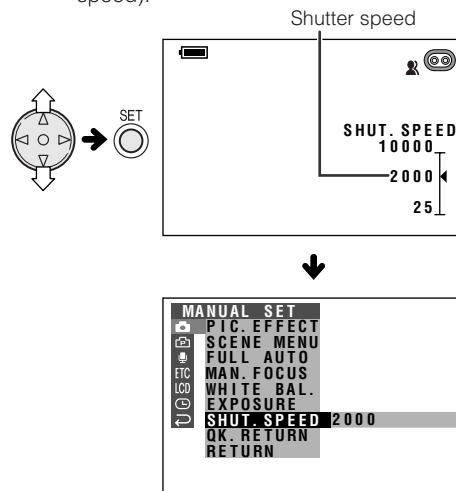 speed).
Shutter speed
SET
SHUT. SPEED
10000
2000
25
MANUAL SET
PIC. EFFECT
SCENE MENU
FULL AUTO
ETC MAN. FOCUS
LCD WHITE BAL.
EXPOSURE
SHUT. SPEED 2000
QK. RETURN
RETURN